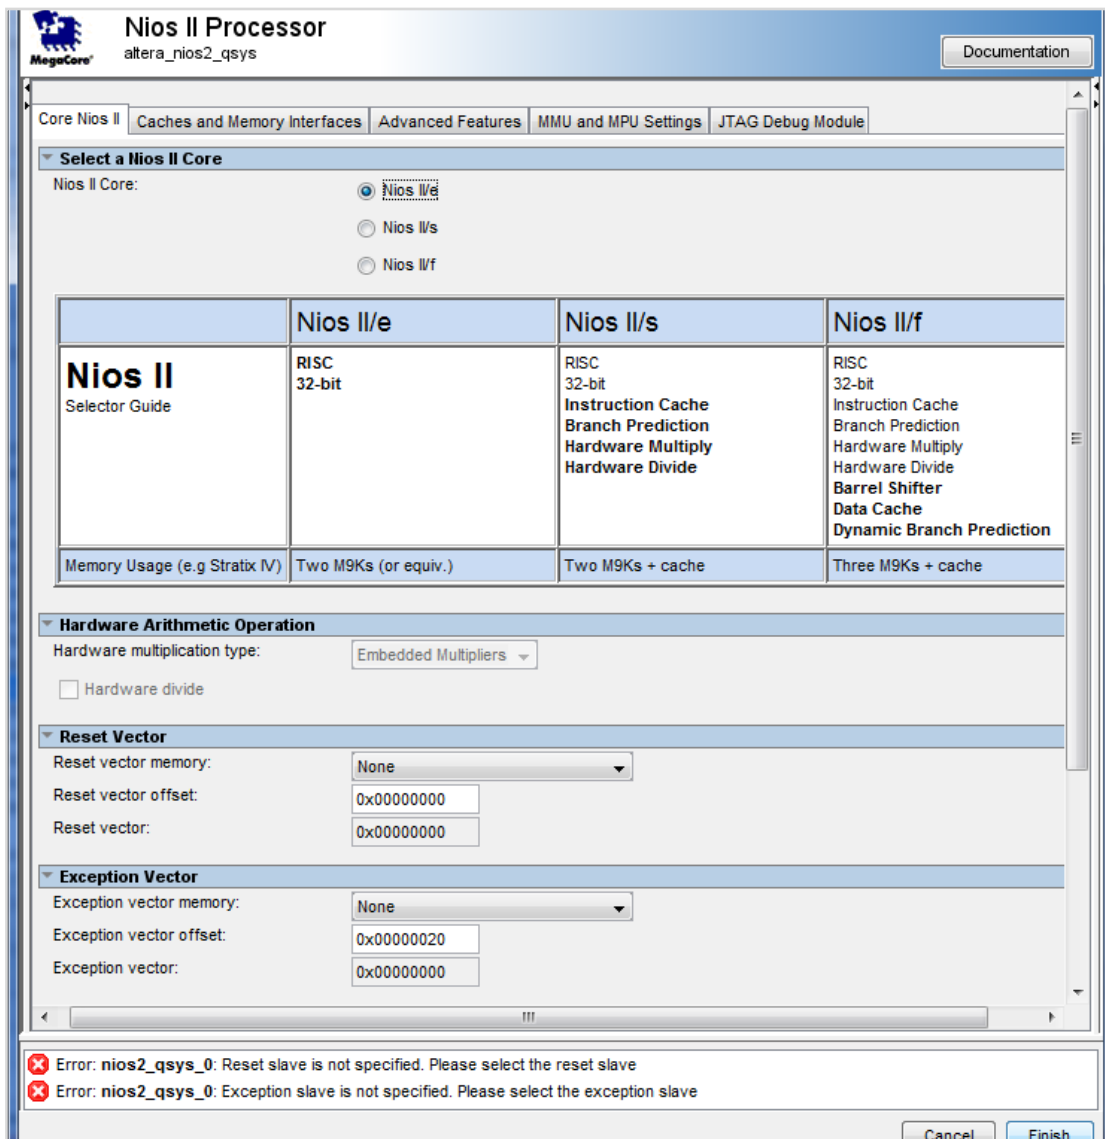 Nios II Processor
MegaCore®
altera_nios2_qsys
Documentation
Core Nios II Caches and Memory Interfaces Advanced Features MMU and MPU Settings JTAG Debug Module
Select a Nios II Core
Nios II Core:
Nios II/e
Nios II/s
Nios II/f
Nios II/e Nios II/s Nios II/f
Nios II
Selector Guide
RISC
32-bit
RISC
32-bit
Instruction Cache
Branch Prediction
Hardware Multiply
Hardware Divide
RISC
32-bit
Instruction Cache
Branch Prediction
Hardware Multiply
Hardware Divide
Barrel Shifter
Data Cache
Dynamic Branch Prediction
Memory Usage (e.g Stratix IV) Two M9Ks (or equiv.) Two M9Ks + cache Three M9Ks + cache
Hardware Arithmetic Operation
Hardware multiplication type: Embedded Multipliers
Hardware divide
Reset Vector
Reset vector memory: None
Reset vector offset: 0x00000000
Reset vector: 0x00000000
Exception Vector
Exception vector memory: None
Exception vector offset: 0x00000020
Exception vector: 0x00000000
Error: nios2_qsys_0: Reset slave is not specified. Please select the reset slave
Error: nios2_qsys_0: Exception slave is not specified. Please select the exception slave
Cancel Finish